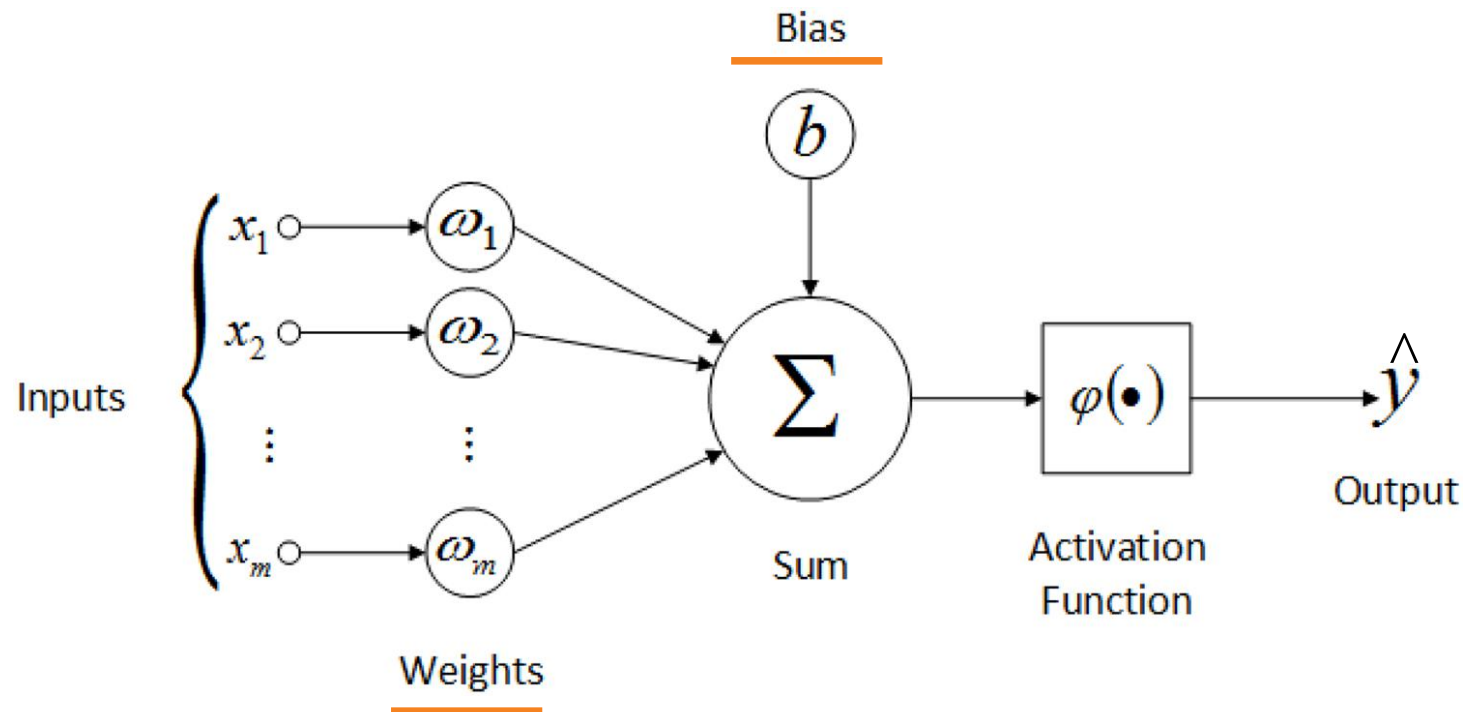 Bias
b
x₁
ω₁
x₂
ω₂
Inputs
⋮
⋮
Σ
φ(•)
ŷ
Output
xₘ
ωₘ
Sum
Activation
Function
Weights